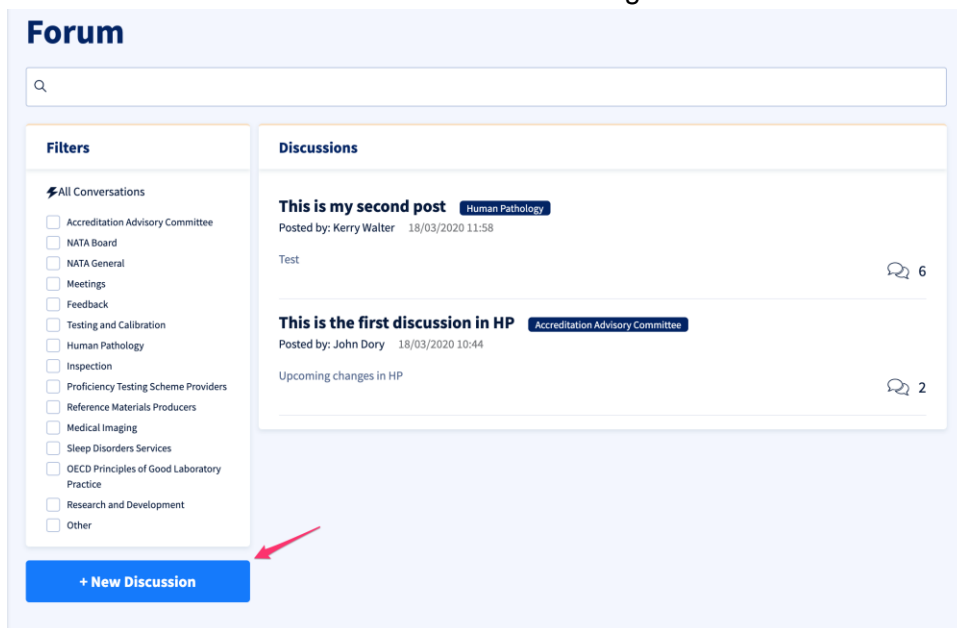 Forum
Filters
All Conversations
Accreditation Advisory Committee
NATA Board
NATA General
Meetings
Feedback
Testing and Calibration
Human Pathology
Inspection
Proficiency Testing Scheme Providers
Reference Materials Producers
Medical Imaging
Sleep Disorders Services
OECD Principles of Good Laboratory
Practice
Research and Development
Other
+ New Discussion
Discussions
This is my second post Human Pathology
Posted by: Kerry Walter 18/03/2020 11:58
Test
6
This is the first discussion in HP Accreditation Advisory Committee
Posted by: John Dory 18/03/2020 10:44
Upcoming changes in HP
2